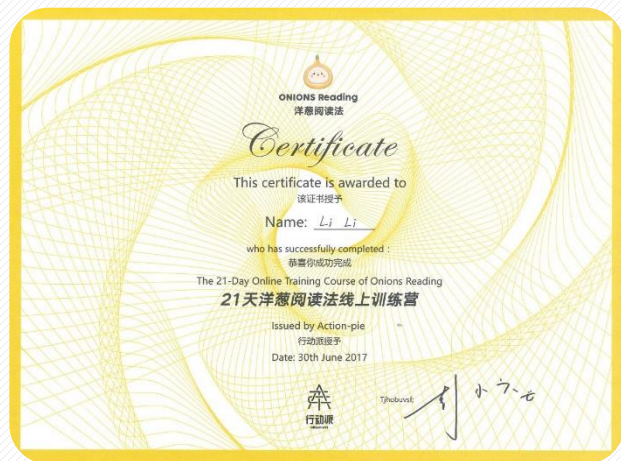 ONIONS Reading
洋葱阅读法
Certificate
This certificate is awarded to
该证书授予
Name: Li Li
who has successfully completed :
恭喜你成功完成
The 21-Day Online Training Course of Onions Reading
21天洋葱阅读法线上训练营
Issued by Action-pie
行动派授予
Date: 30th June 2017
Tjhobuvsf:
行动派